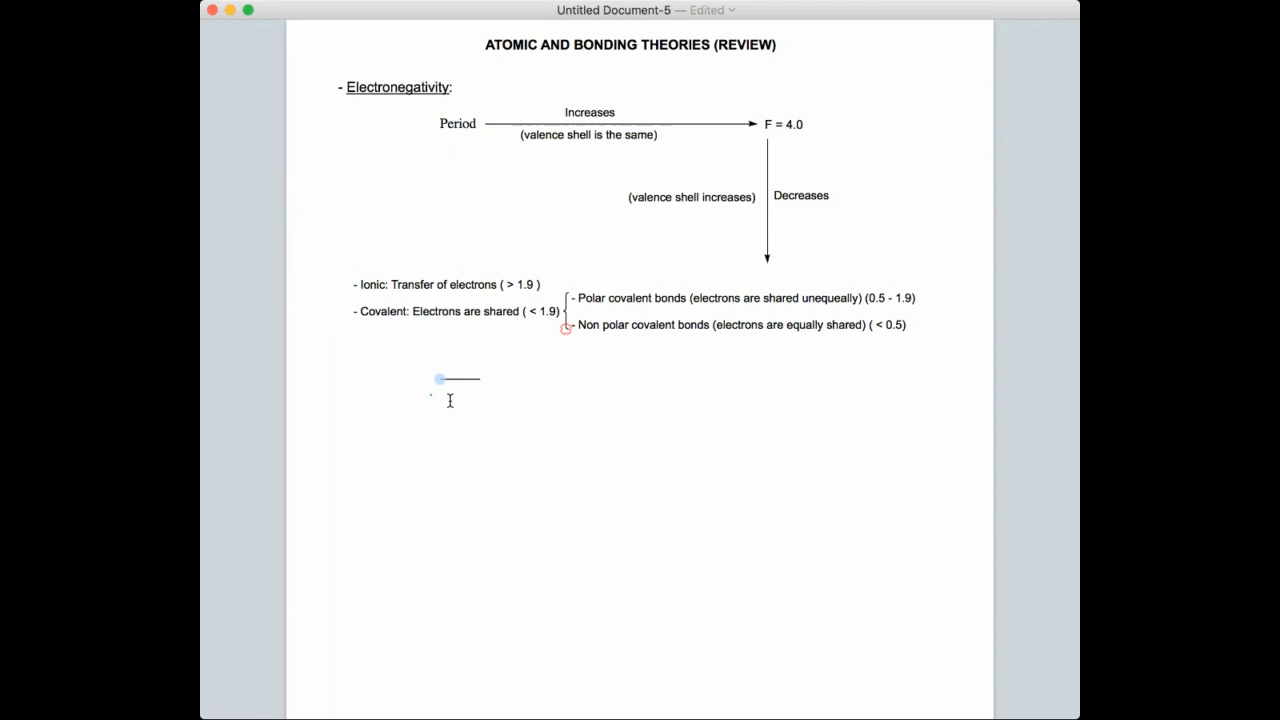 Untitled Document-5 — Edited
ATOMIC AND BONDING THEORIES (REVIEW)
- Electronegativity:
Increases
Period
F = 4.0
(valence shell is the same)
(valence shell increases)
Decreases
- Ionic: Transfer of electrons ( > 1.9 )
- Polar covalent bonds (electrons are shared unequeally) (0.5 - 1.9)
- Covalent: Electrons are shared ( < 1.9)
- Non polar covalent bonds (electrons are equally shared) ( < 0.5)